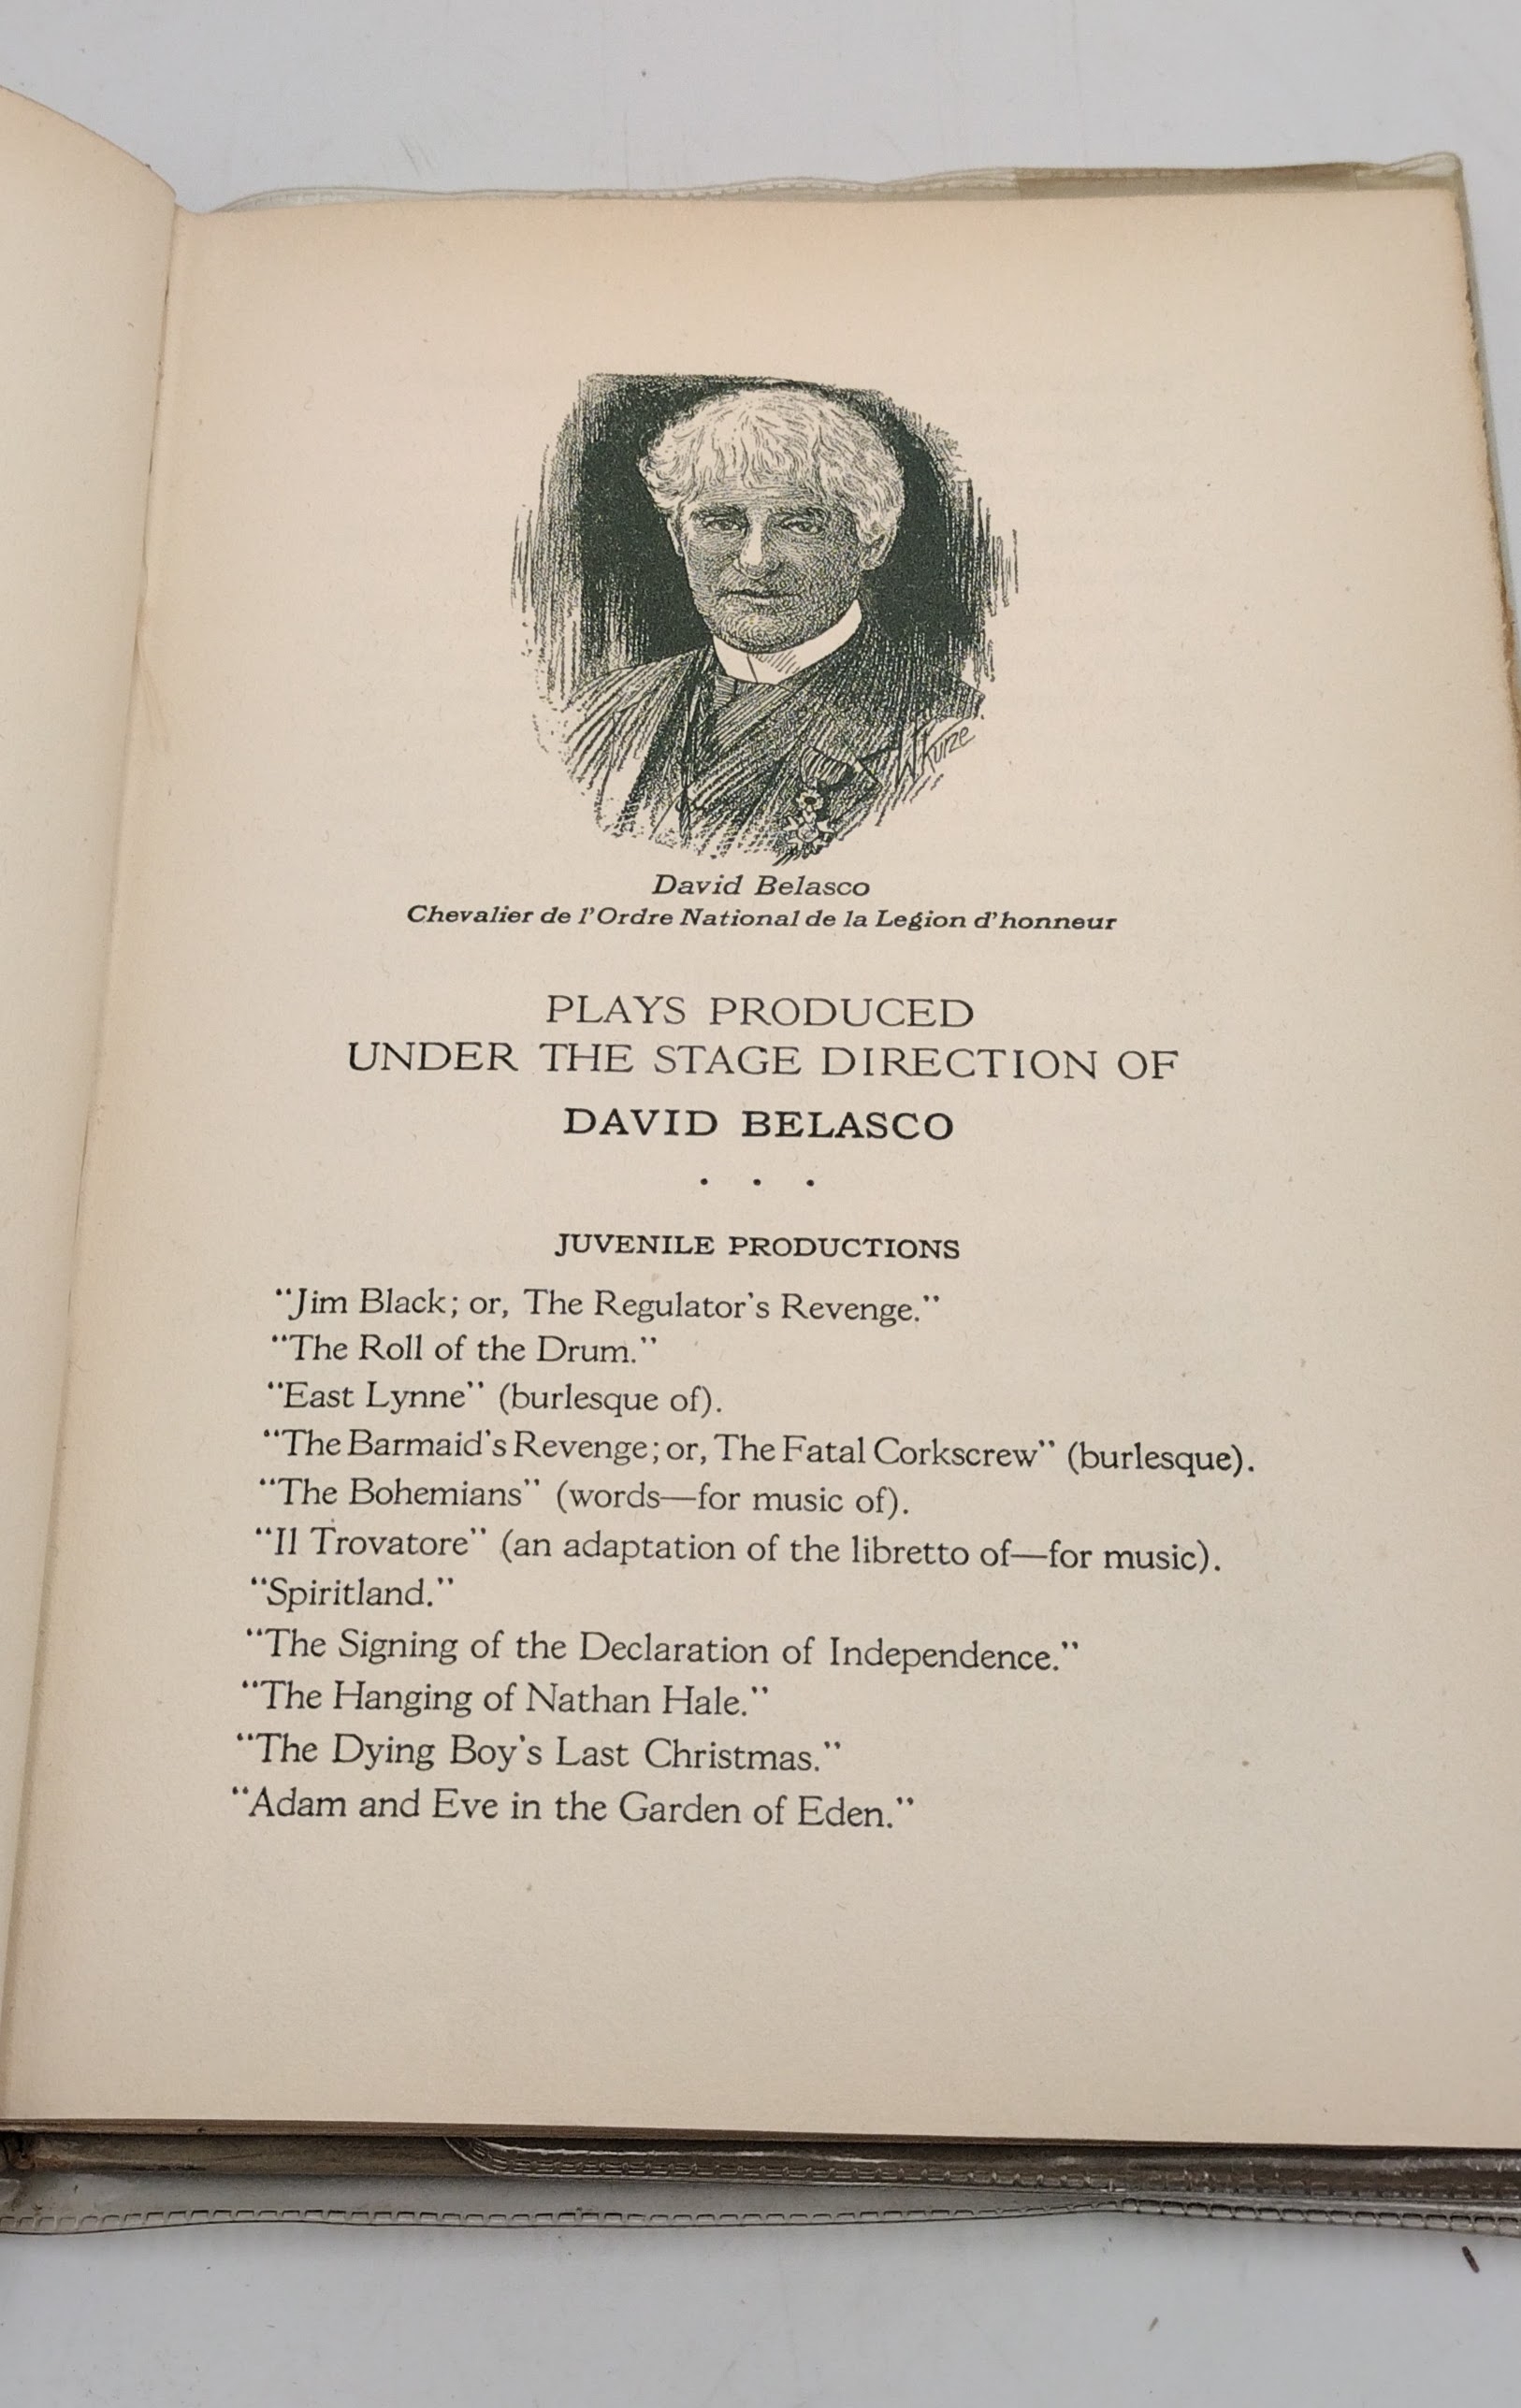 W Kurze
David Belasco
Chevalier de l'Ordre National de la Legion d'honneur
PLAYS PRODUCED
UNDER THE STAGE DIRECTION OF
DAVID BELASCO
. . .
JUVENILE PRODUCTIONS
"Jim Black; or, The Regulator's Revenge."
"The Roll of the Drum."
"East Lynne" (burlesque of).
"The Barmaid's Revenge; or, The Fatal Corkscrew" (burlesque).
"The Bohemians" (words—for music of).
"Il Trovatore" (an adaptation of the libretto of—for music).
"Spiritland."
"The Signing of the Declaration of Independence."
"The Hanging of Nathan Hale."
"The Dying Boy's Last Christmas."
"Adam and Eve in the Garden of Eden."